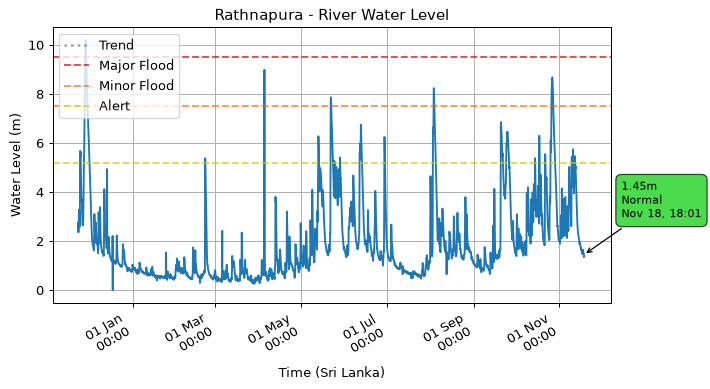 Rathnapura - River Water Level
Trend
Major Flood
Minor Flood
Alert
Water Level (m)
10
8
6
4
2
0
1.45m
Normal
Nov 18, 18:01
01 Jan
00:00
01 Mar
00:00
01 May
00:00
01 Jul
00:00
01 Sep
00:00
01 Nov
00:00
Time (Sri Lanka)